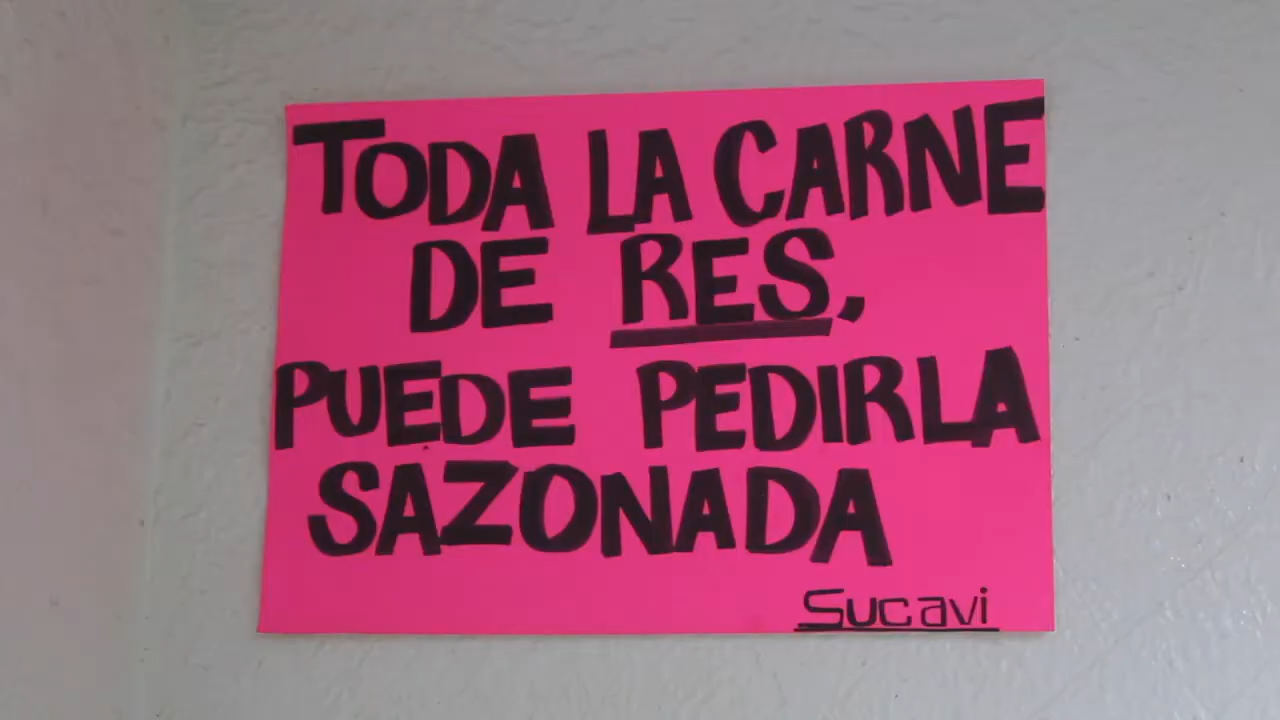 TODA LA CARNE
DE RES,
PUEDE PEDIRLA
SAZONADA
Sucavi